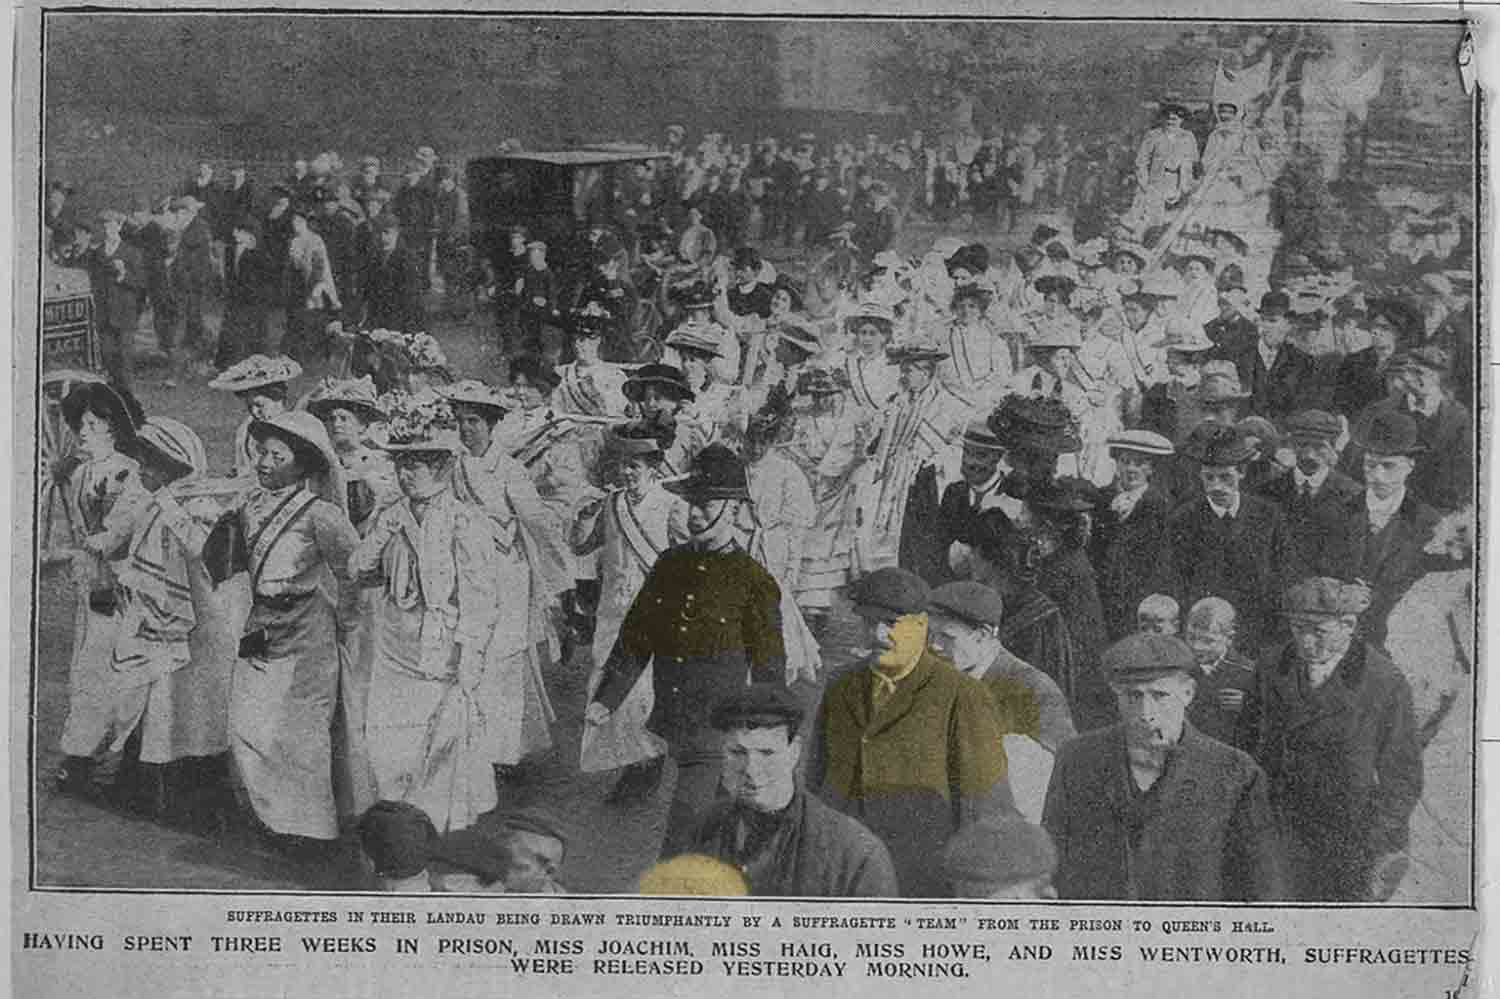 UNITED
SUFFRAGETTES IN THEIR LANDAU BEING DRAWN TRIUMPHANTLY BY A SUFFRAGETTE "TEAM" FROM THE PRISON TO QUEEN'S HALL.
HAVING SPENT THREE WEEKS IN PRISON, MISS JOACHIM, MISS HAIG, MISS HOWE, AND MISS WENTWORTH, SUFFRAGETTES
WERE RELEASED YESTERDAY MORNING.